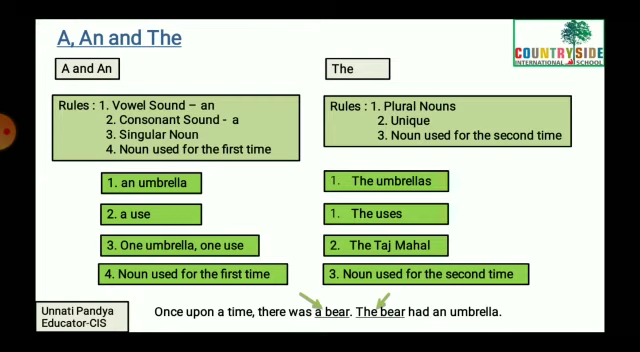 A, An and The
COUNTRYSIDE
INTERNATIONAL SCHOOL
A and An
The
Rules : 1. Vowel Sound – an
2. Consonant Sound - a
3. Singular Noun
4. Noun used for the first time
Rules : 1. Plural Nouns
2. Unique
3. Noun used for the second time
1. an umbrella
1. The umbrellas
2. a use
1. The uses
3. One umbrella, one use
2. The Taj Mahal
4. Noun used for the first time
3. Noun used for the second time
Unnati Pandya
Educator-CIS
Once upon a time, there was a bear. The bear had an umbrella.